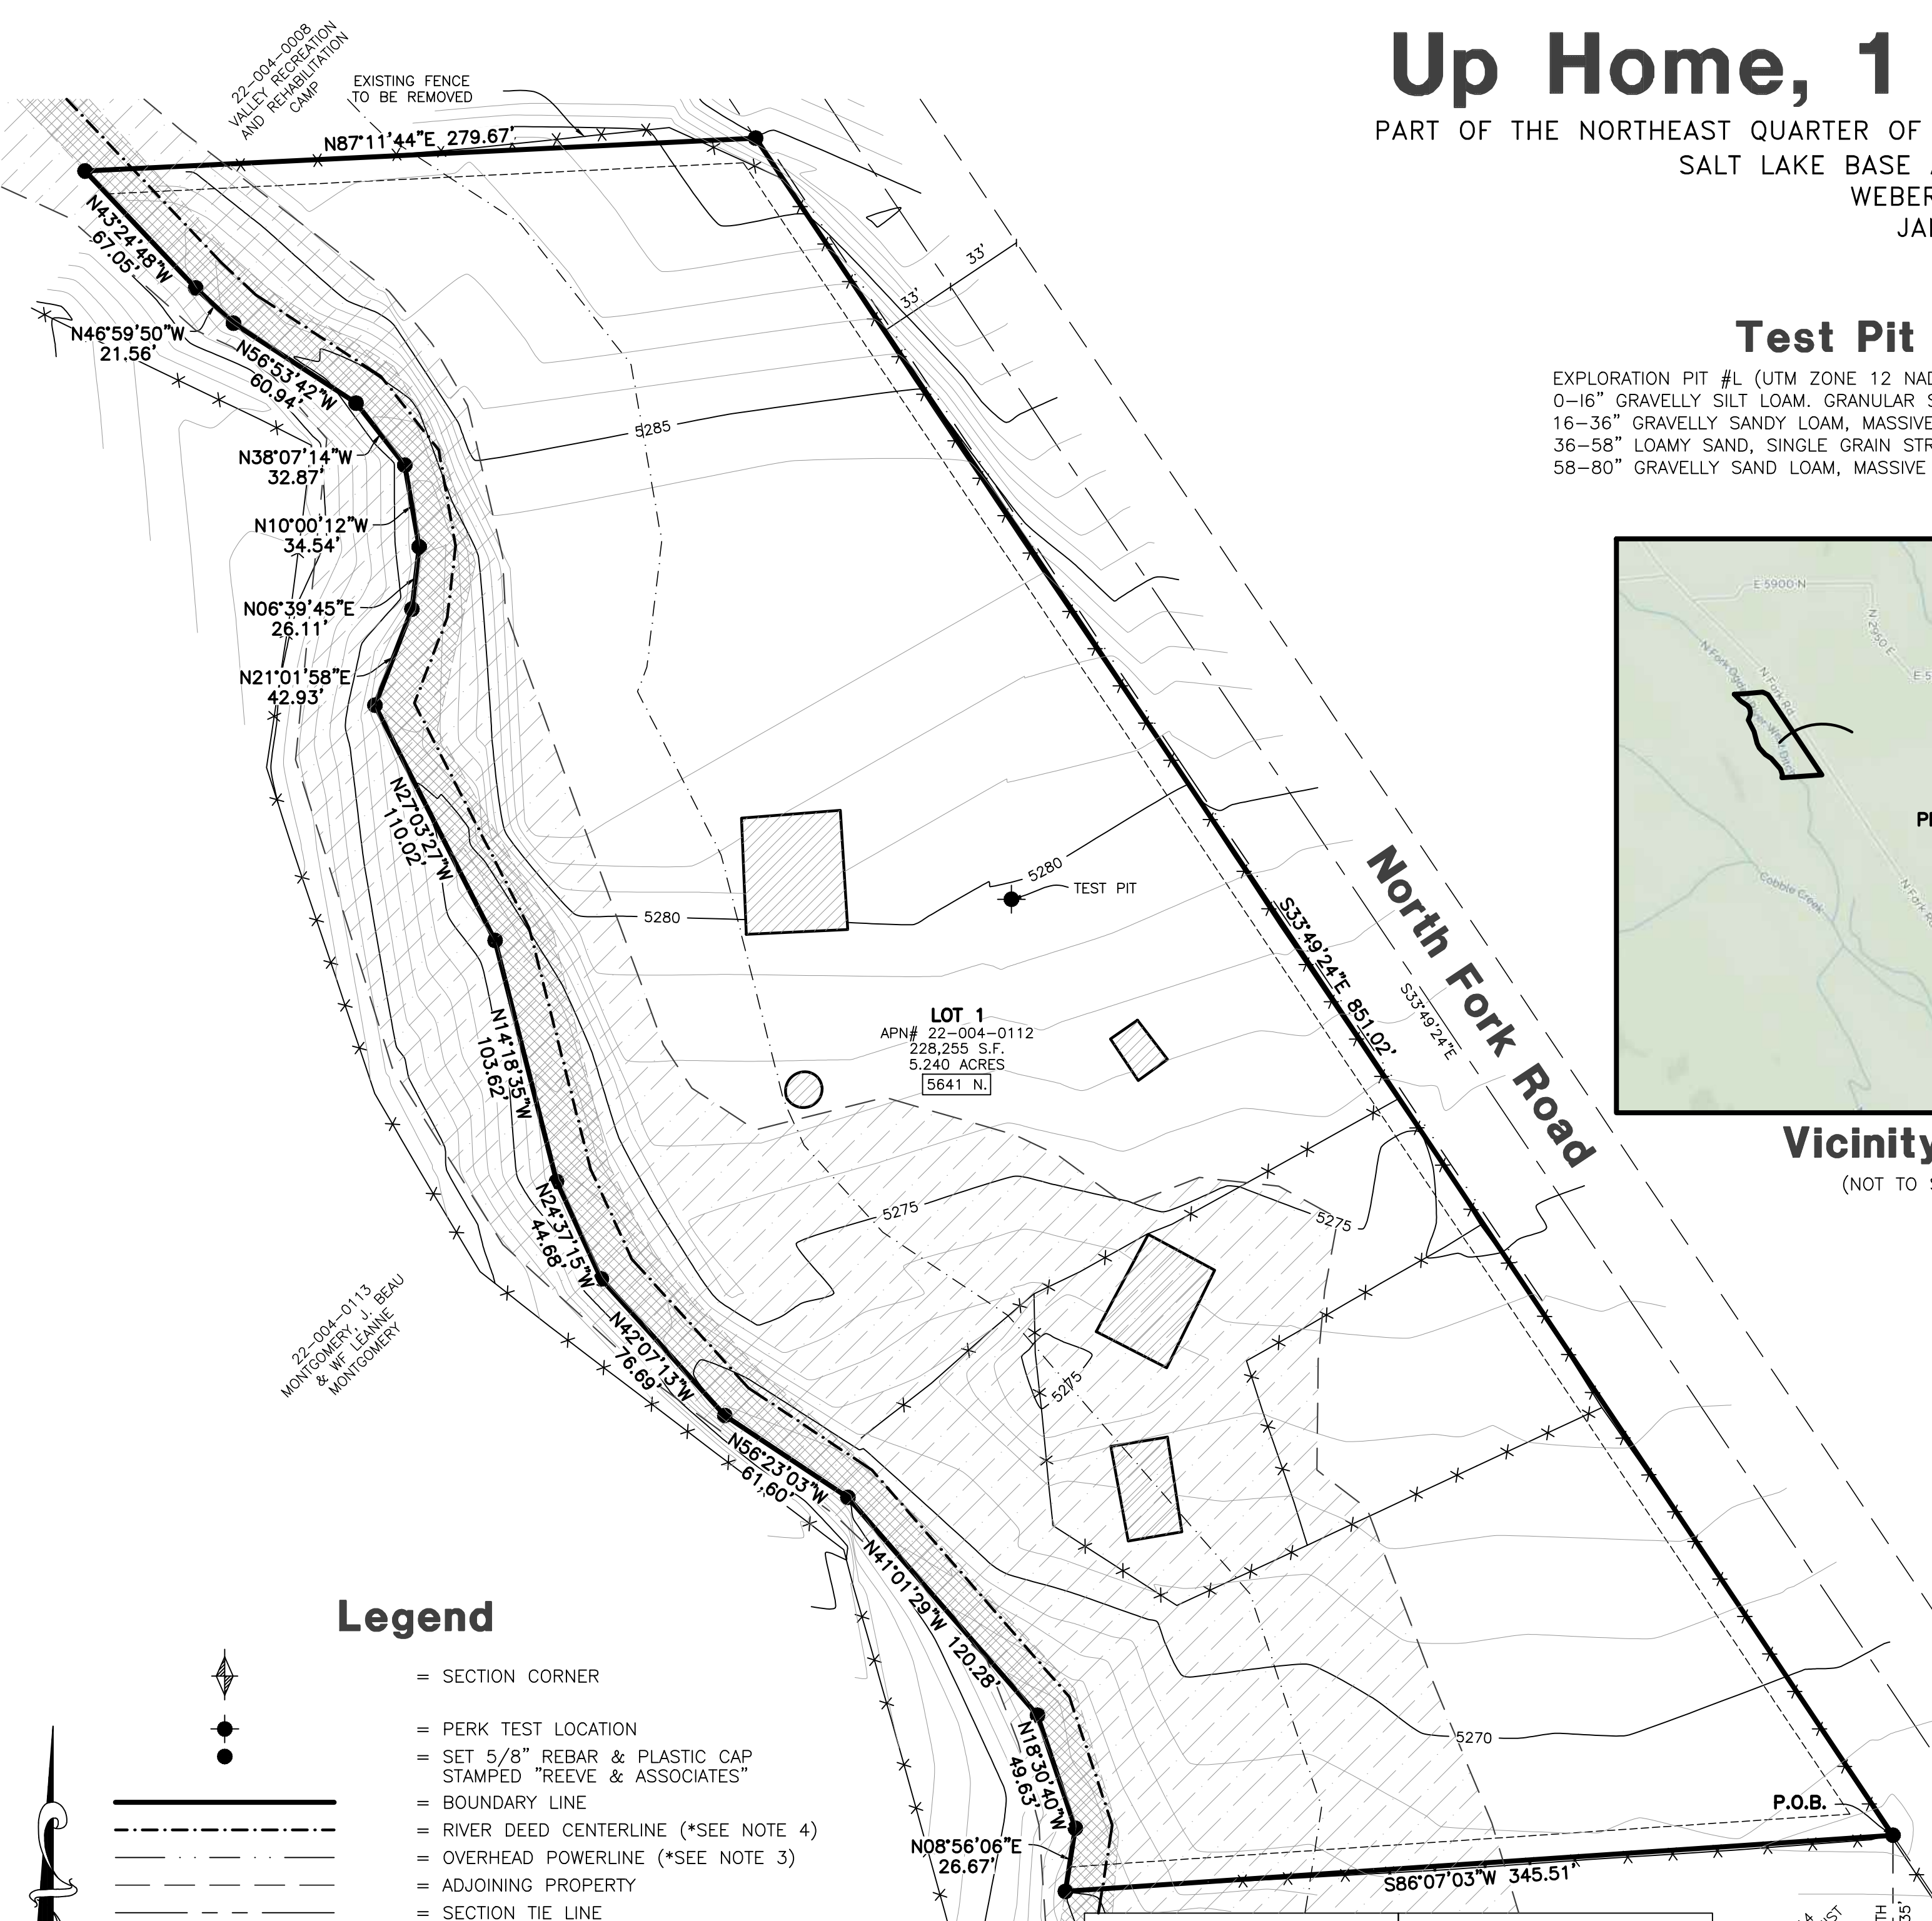 Up Home, 1
PART OF THE NORTHEAST QUARTER OF
SALT LAKE BASE
WEBER
22-004-0008
VALLEY RECREATION
AND REHABILITATION
CAMP
EXISTING FENCE
TO BE REMOVED
N87°11'44"E 279.67'
N43°24'48"W
67.05'
N46°59'50"W
21.56'
N56°53'42"W
60.94'
N38°07'14"W
32.87'
N10°00'12"W
34.54'
N06°39'45"E
26.11'
N21°01'58"E
42.93'
N27°03'27"W
110.02'
N14°18'35"W
103.62'
N24°37'15"W
44.68'
N42°07'13"W
76.69'
N56°23'03"W
61.60'
N41°01'29"W 120.28'
N18°30'40"W
49.63'
N08°56'06"E
26.67'
S86°07'03"W 345.51'
P.O.B.
S33°49'24"E 851.02'
S33°49'24"E
North Fork Road
33'
33'
5285
5280
5280
TEST PIT
LOT 1
APN# 22-004-0112
228,255 S.F.
5.240 ACRES
5641 N.
5275
5275
5275
5270
22-004-0113
MONTGOMERY, J. BEAU
& WF LEANNE
MONTGOMERY
Test Pit
EXPLORATION PIT #L (UTM ZONE 12 NAD
0-16" GRAVELLY SILT LOAM. GRANULAR
16-36" GRAVELLY SANDY LOAM, MASSIVE
36-58" LOAMY SAND, SINGLE GRAIN
58-80" GRAVELLY SAND LOAM, MASSIVE
E 5900 N
N 2950 E
N Fork Rd
Cobble Creek
Vicinity
(NOT TO
Legend
= SECTION CORNER
= PERK TEST LOCATION
= SET 5/8" REBAR & PLASTIC CAP
STAMPED "REEVE & ASSOCIATES"
= BOUNDARY LINE
= RIVER DEED CENTERLINE (*SEE NOTE 4)
= OVERHEAD POWERLINE (*SEE NOTE 3)
= ADJOINING PROPERTY
= SECTION TIE LINE